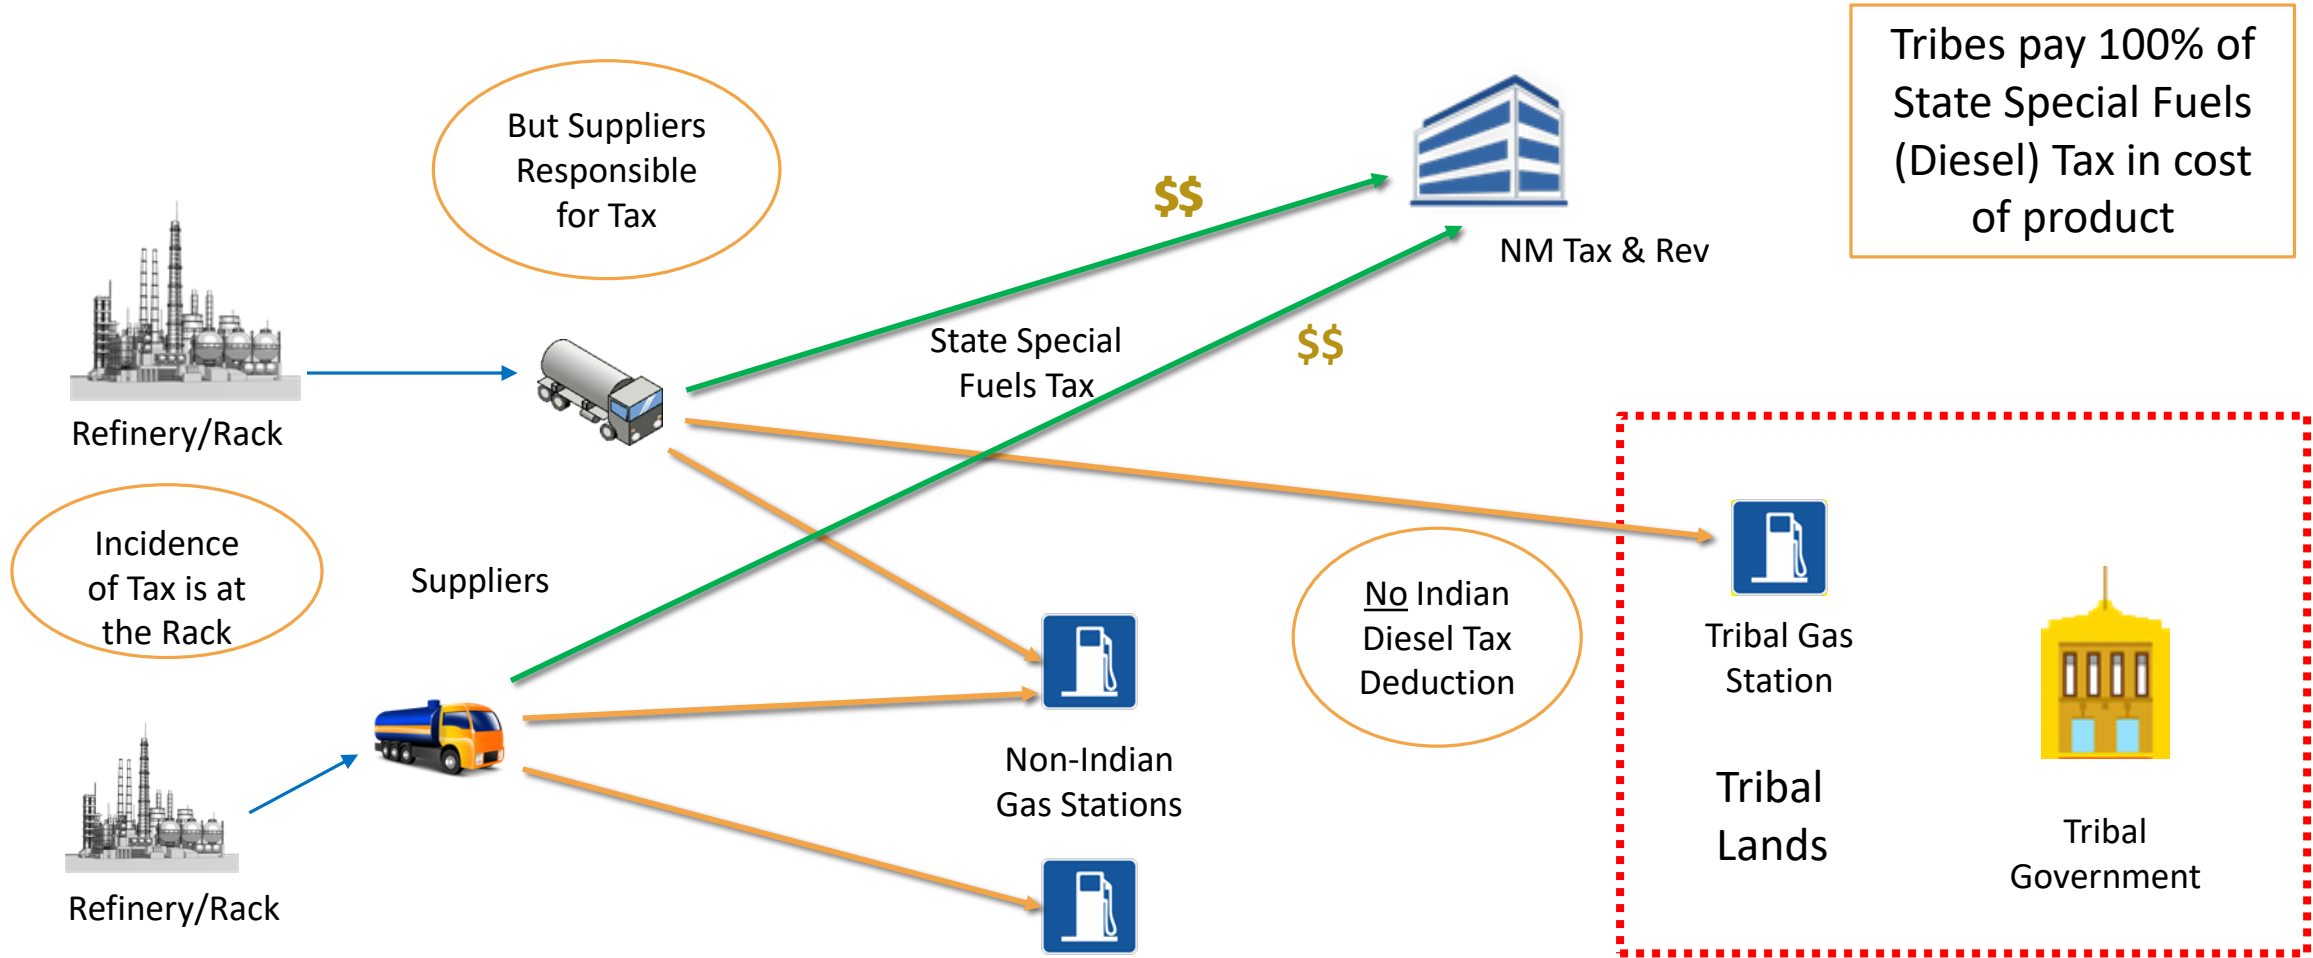 Tribes pay 100% of
State Special Fuels
(Diesel) Tax in cost
of product
But Suppliers
Responsible
for Tax
$$
NM Tax & Rev
State Special
Fuels Tax
$$
Refinery/Rack
Incidence
of Tax is at
the Rack
Suppliers
No Indian
Diesel Tax
Deduction
Tribal Gas
Station
Non-Indian
Gas Stations
Tribal
Lands
Tribal
Government
Refinery/Rack